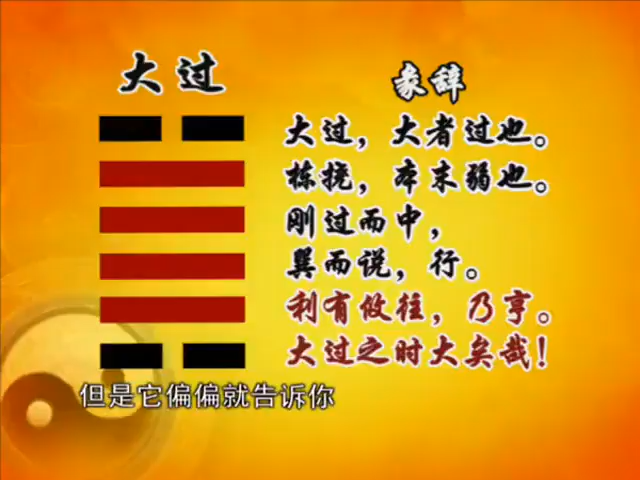 大过
彖辞
大过，大者过也。
栋挠，本末弱也。
刚过而中，
巽而说，行。
利有攸往，乃亨。
大过之时大矣哉！
但是它偏偏就告诉你